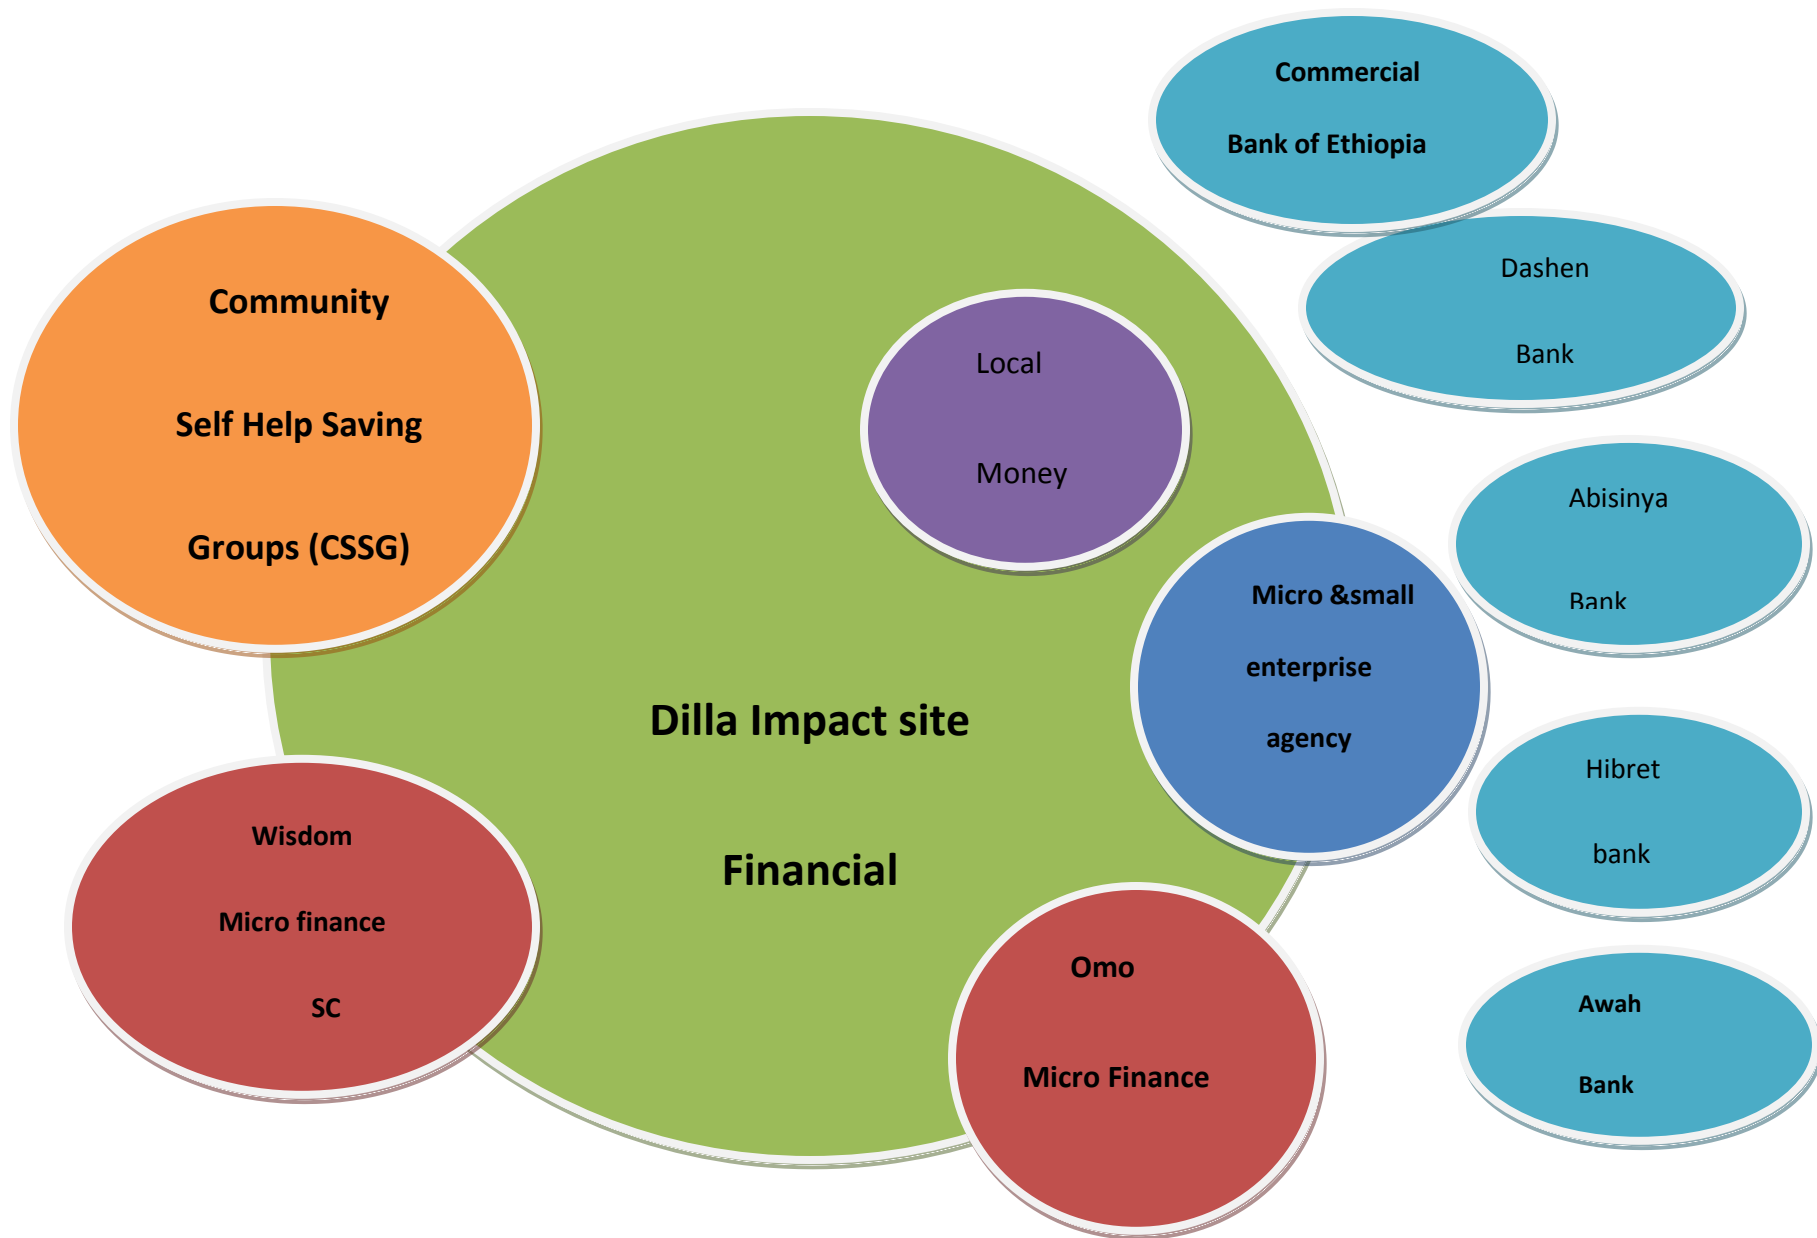 Commercial
Bank of Ethiopia
Dashen
Bank
Community
Self Help Saving
Groups (CSSG)
Local
Money
Abisinya
Bank
Micro &small
enterprise
agency
Dilla Impact site
Financial
Hibret
bank
Wisdom
Micro finance
SC
Omo
Micro Finance
Awah
Bank